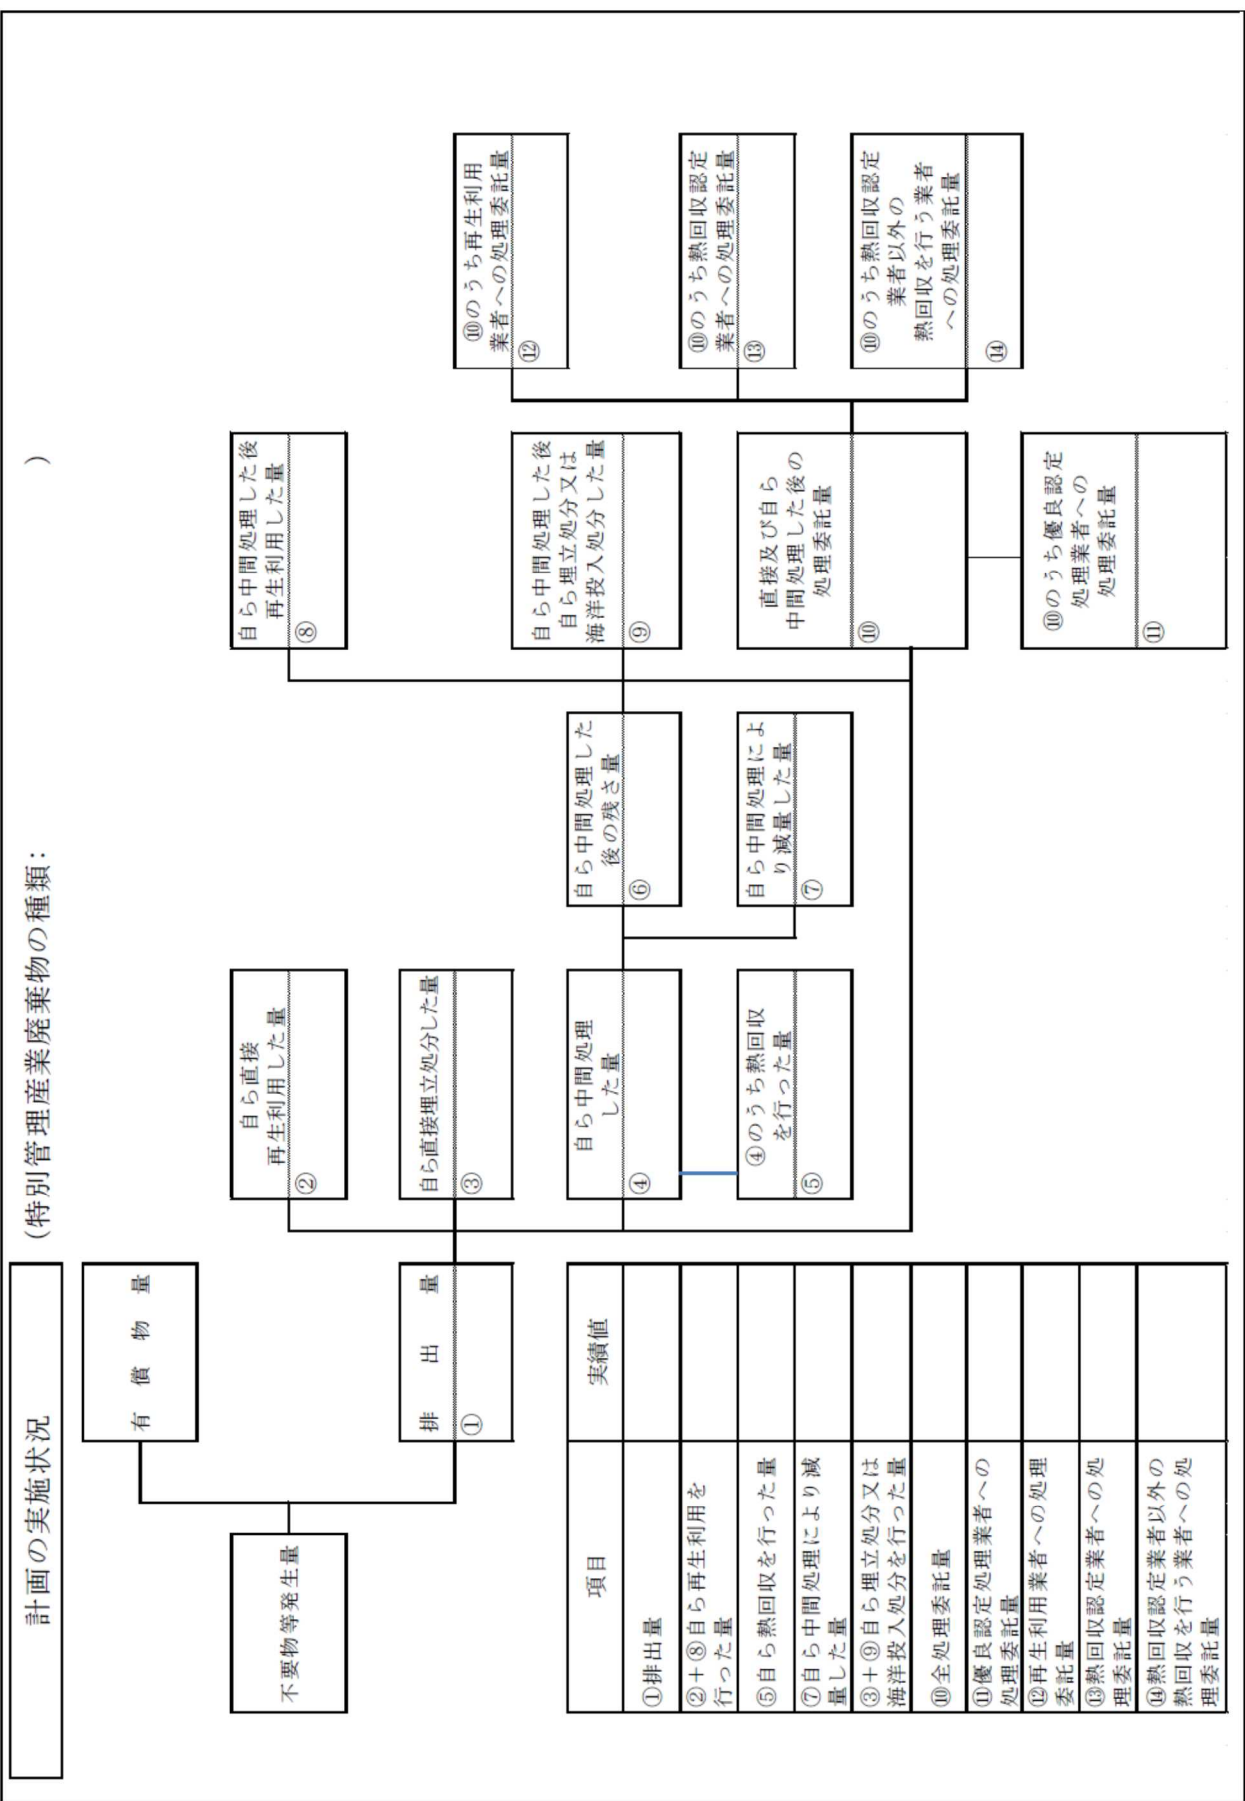 計画の実施状況
(特別管理産業廃棄物の種類:　　　　)
不要物等発生量
有償物量
排出量
①
自ら直接
再生利用した量
②
自ら直接埋立処分した量
③
自ら中間処理
した量
④
④のうち熱回収
を行った量
⑤
自ら中間処理した
後の残さ量
⑥
自ら中間処理によ
り減量した量
⑦
自ら中間処理した後
再生利用した量
⑧
自ら中間処理した後
自ら埋立処分又は
海洋投入処分した量
⑨
直接及び自ら
中間処理した後の
処理委託量
⑩
⑩のうち優良認定
処理業者への
処理委託量
⑪
⑩のうち再生利用
業者への処理委託量
⑫
⑩のうち熱回収認定
業者への処理委託量
⑬
⑩のうち熱回収認定
業者以外の
熱回収を行う業者
への処理委託量
⑭
項目
実績値
①排出量
②+⑧自ら再生利用を
行った量
⑤自ら熱回収を行った量
⑦自ら中間処理により減
量した量
③+⑨自ら埋立処分又は
海洋投入処分を行った量
⑩全処理委託量
⑪優良認定処理業者への
処理委託量
⑫再生利用業者への処理
委託量
⑬熱回収認定業者への処
理委託量
⑭熱回収認定業者以外の
熱回収を行う業者への処
理委託量